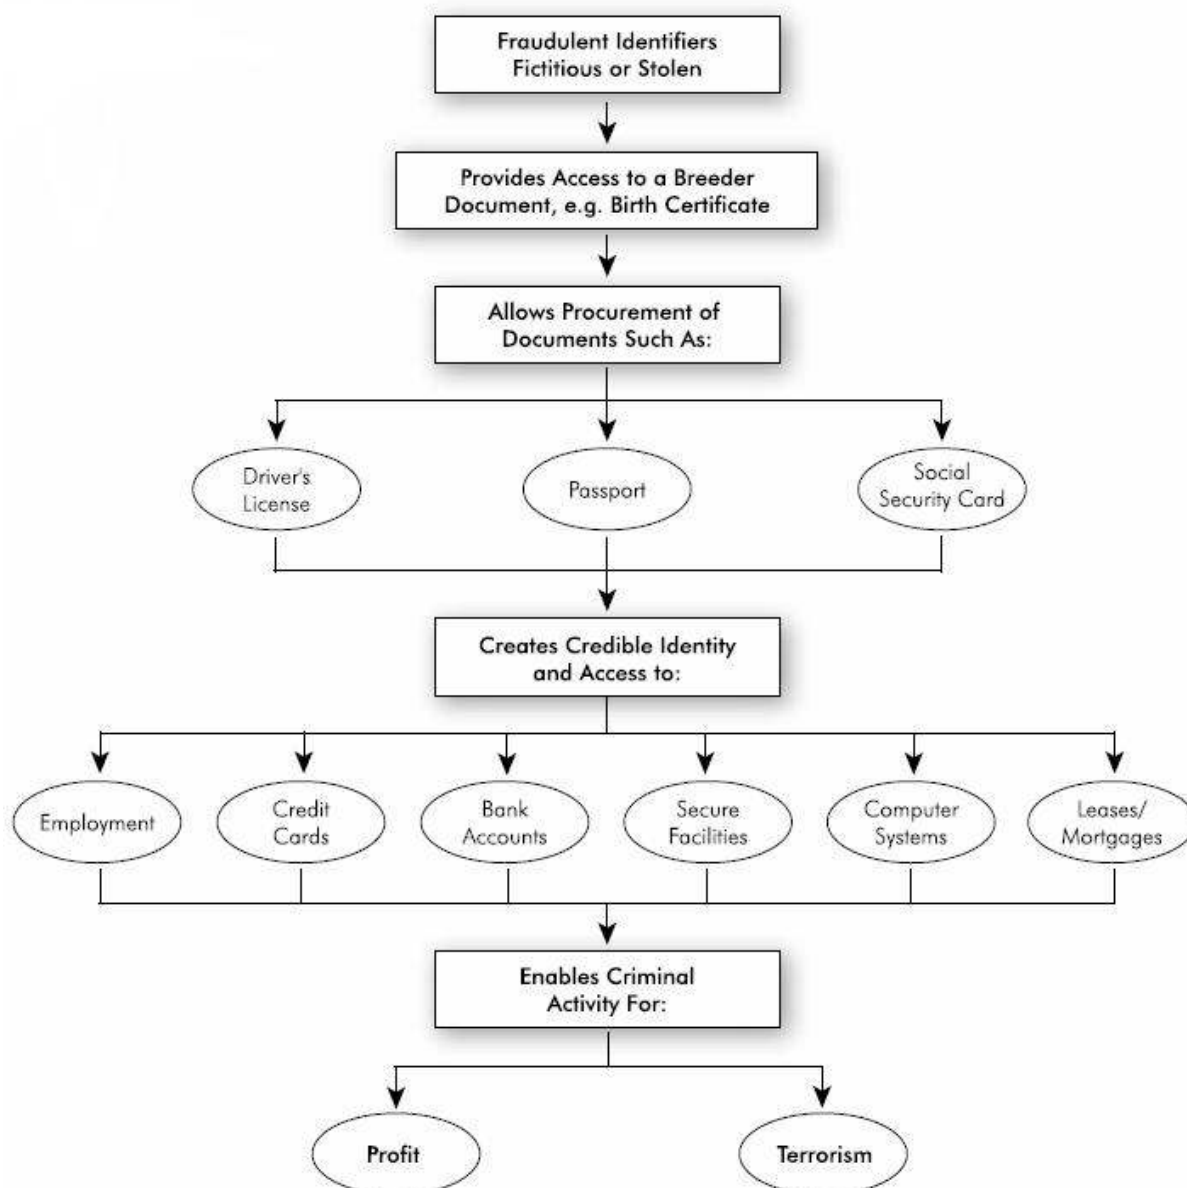 Fraudulent Identifiers
Fictitious or Stolen
Provides Access to a Breeder
Document, e.g. Birth Certificate
Allows Procurement of
Documents Such As:
Driver's
License
Passport
Social
Security Card
Creates Credible Identity
and Access to:
Employment
Credit
Cards
Bank
Accounts
Secure
Facilities
Computer
Systems
Leases/
Mortgages
Enables Criminal
Activity For:
Profit
Terrorism